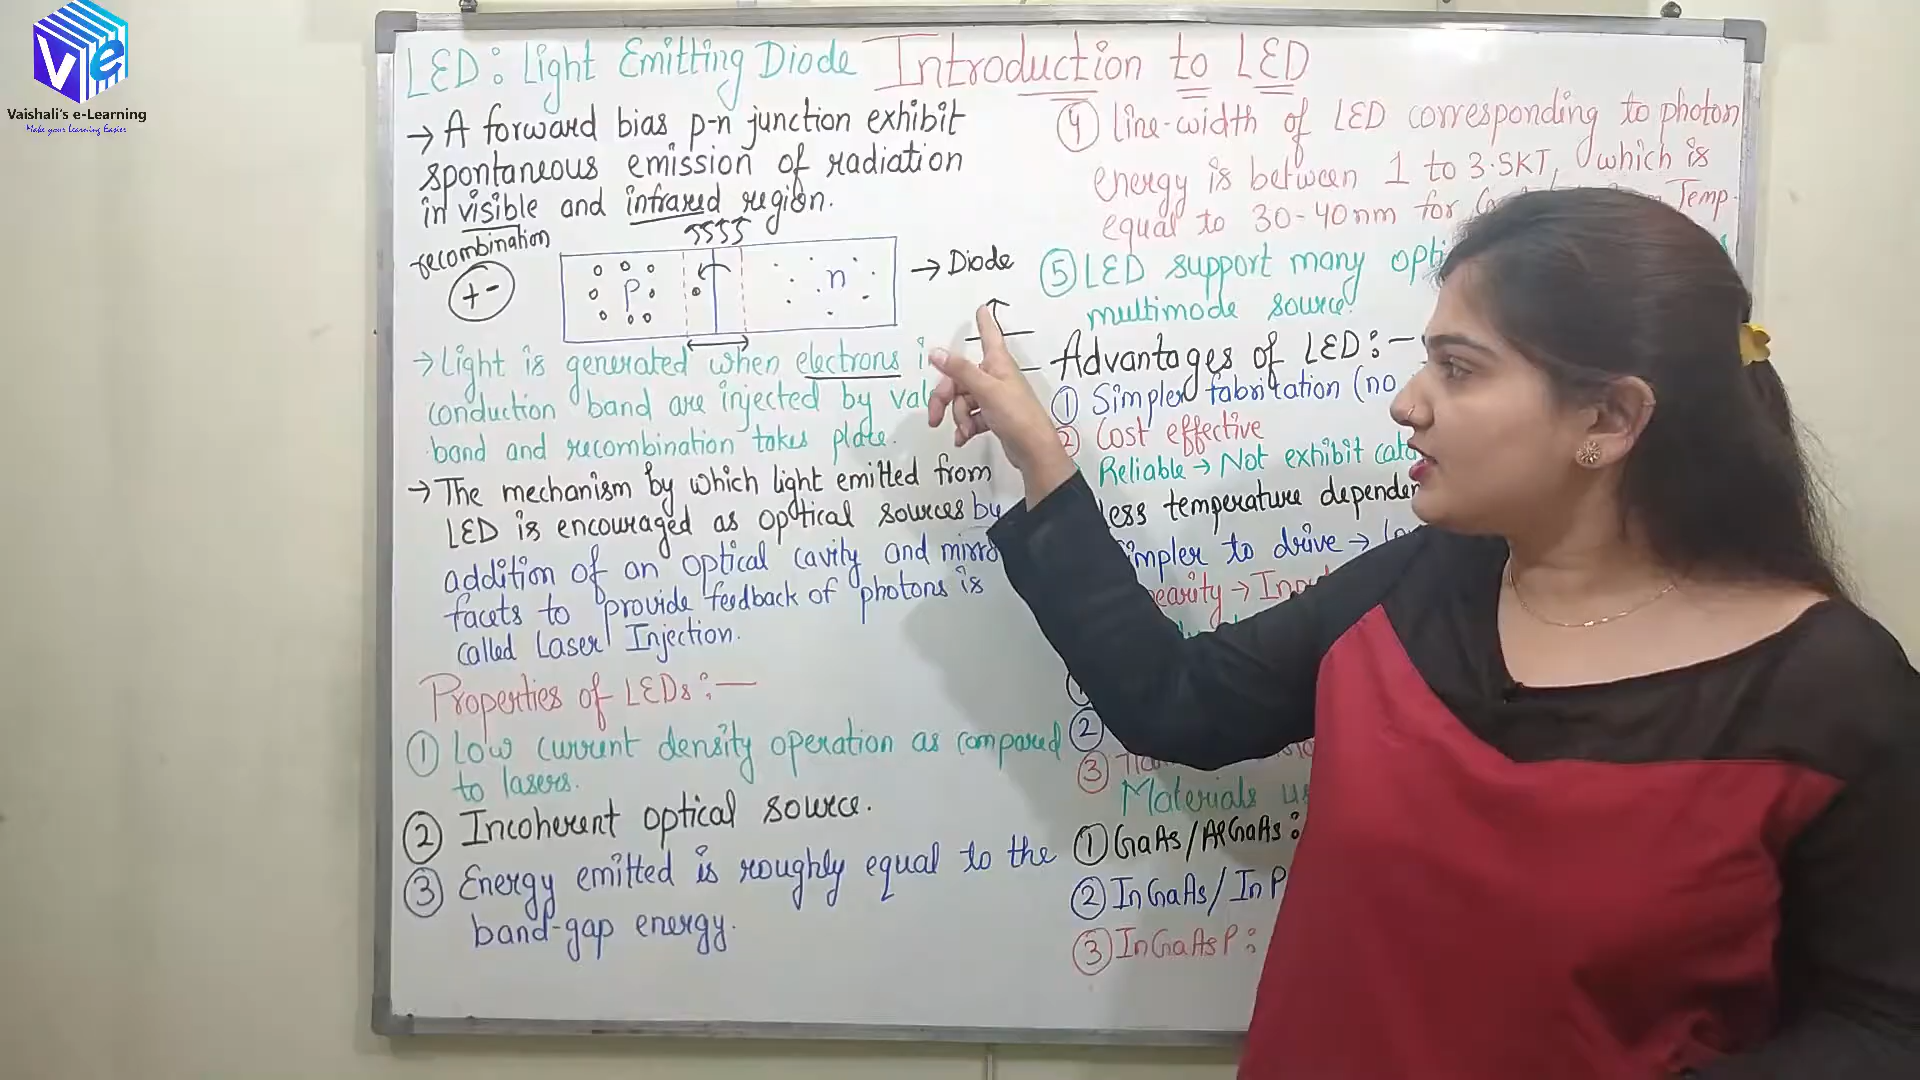 Vaishali's e-Learning
Make your Learning Easier
LED: Light Emitting Diode Introduction to LED
→ A forward bias p-n junction exhibit
spontaneous emission of radiation
in visible and infrared region.
recombination
+ -
P
n
→ Diode
→ Light is generated when electrons
conduction band are injected by
band and recombination takes place.
→ The mechanism by which light emitted from
LED is encouraged as optical sources by
addition of an optical cavity and
facets to provide feedback of photons is
called Laser Injection.
Properties of LEDs:—
① Low current density operation as compared
to lasers.
② Incoherent optical source.
③ Energy emitted is roughly equal to the
band-gap energy.
④ Line-width of LED corresponding to photon
energy is between 1 to 3.5KT, which is
equal to 30-40nm for Temp.
⑤ LED support many
multimode source.
Advantages of LED:—
① Simpler fabrication (no
② Cost effective
Reliable → Not exhibit
less temperature
to drive →
②
③
Materials
① GaAs/AlGaAs:
② InGaAs/InP
③ InGaAsP: